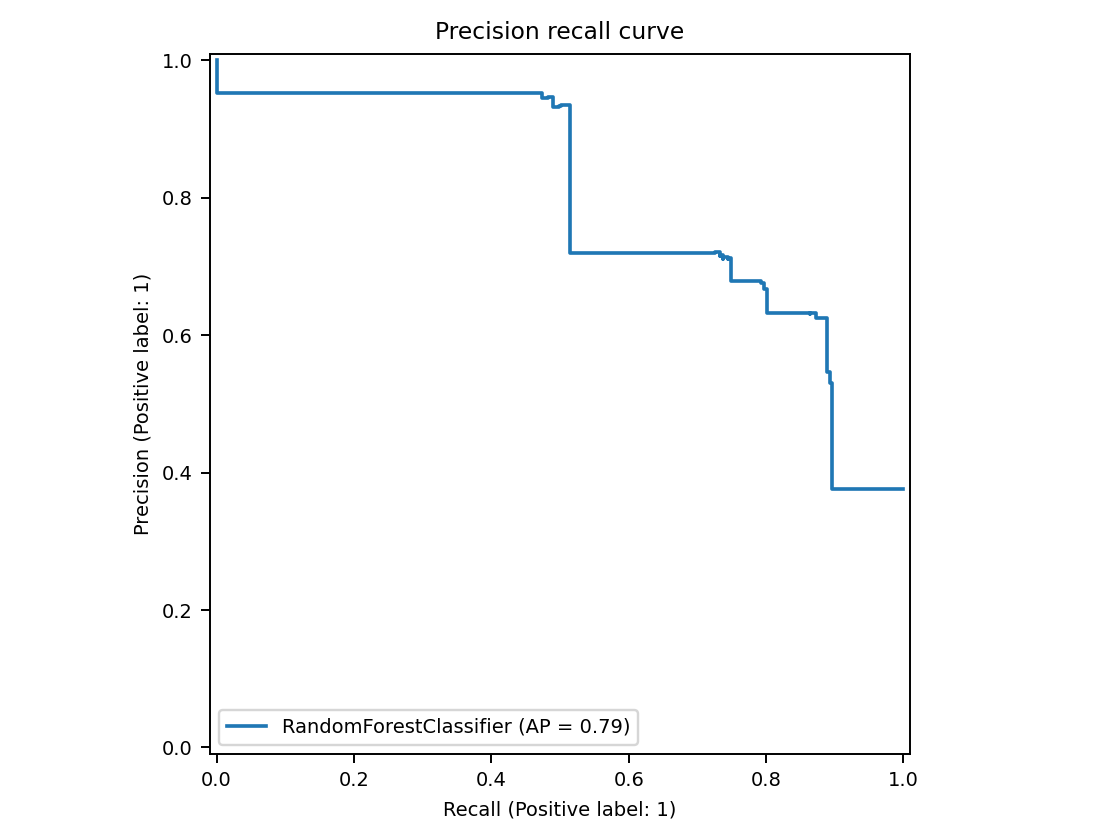 Precision recall curve
1.0
0.8
0.6
0.4
0.2
0.0
Precision (Positive label: 1)
RandomForestClassifier (AP = 0.79)
0.0 0.2 0.4 0.6 0.8 1.0
Recall (Positive label: 1)